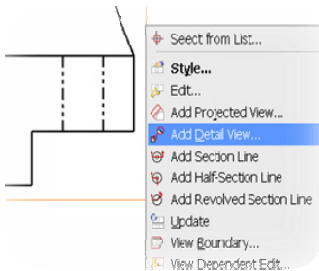 Seect from List...
Style...
Edit...
Add Projected View...
Add Detail View...
Add Section Line
Add Half-Section Line
Add Revolved Section Line
Update
View Boundary...
View Dependent Edit...